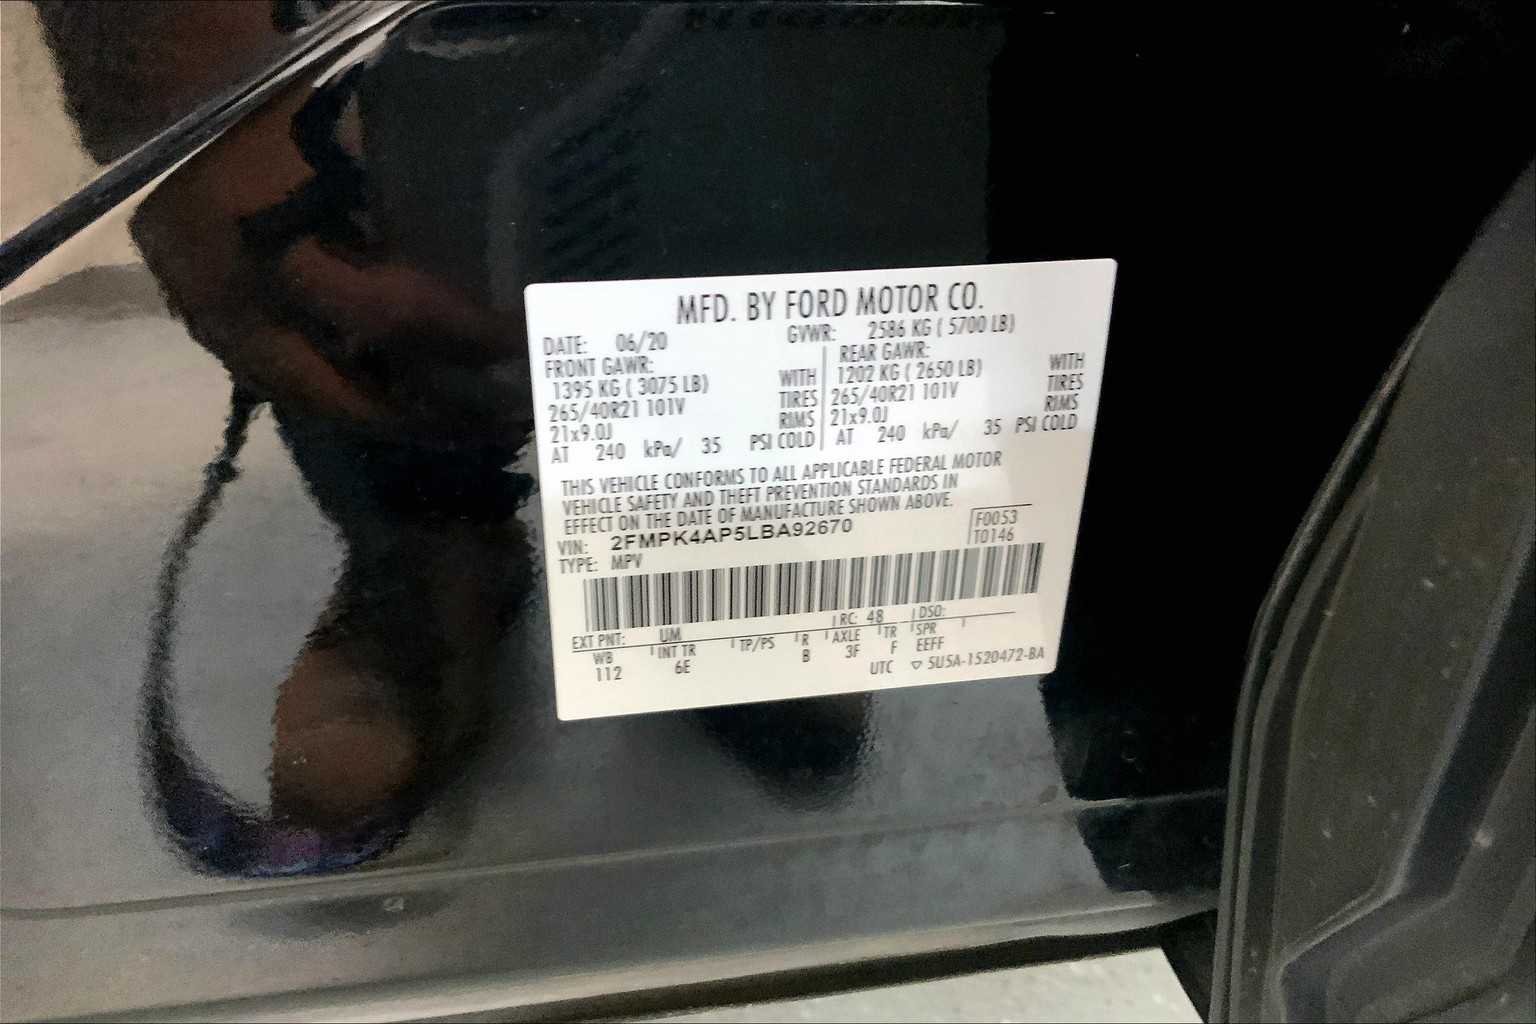 MFD. BY FORD MOTOR CO.
DATE: 06/20 GVWR: 2586 KG ( 5700 LB)
FRONT GAWR: REAR GAWR:
1395 KG ( 3075 LB) WITH 1202 KG ( 2650 LB) WITH
265/40R21 101V TIRES 265/40R21 101V TIRES
21x9.0J RIMS 21x9.0J RIMS
AT 240 kPa/ 35 PSI COLD AT 240 kPa/ 35 PSI COLD
THIS VEHICLE CONFORMS TO ALL APPLICABLE FEDERAL MOTOR
VEHICLE SAFETY AND THEFT PREVENTION STANDARDS IN
EFFECT ON THE DATE OF MANUFACTURE SHOWN ABOVE.
VIN: 2FMPK4AP5LBA92670 F0053
TYPE: MPV T0146
EXT PNT: UM RC: 48 DSO:
WB INT TR TP/PS R AXLE TR SPR
112 6E B 3F F EEFF
UTC ▽ 5U5A-1520472-BA